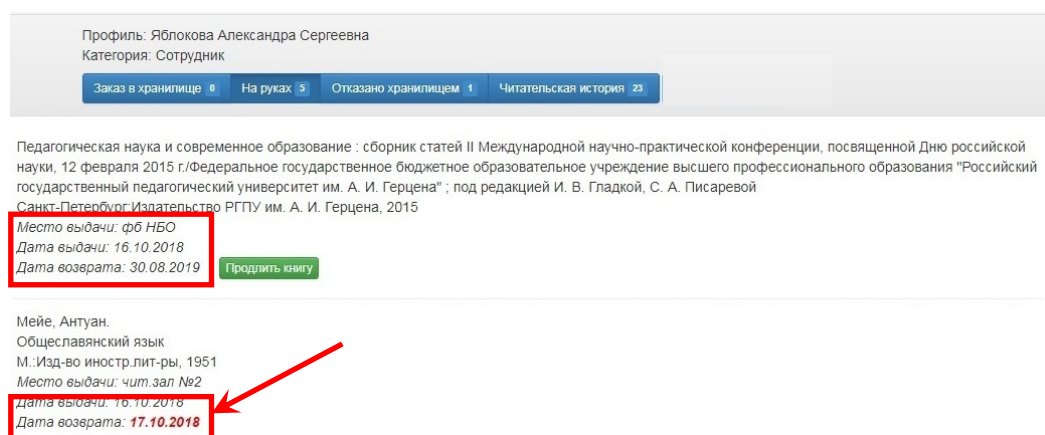 Профиль: Яблокова Александра Сергеевна
Категория: Сотрудник
Заказ в хранилище 0 На руках 5 Отказано хранилищем 1 Читательская история 23
Педагогическая наука и современное образование : сборник статей II Международной научно-практической конференции, посвященной Дню российской
науки, 12 февраля 2015 г./Федеральное государственное бюджетное образовательное учреждение высшего профессионального образования "Российский
государственный педагогический университет им. А. И. Герцена" ; под редакцией И. В. Гладкой, С. А. Писаревой
Санкт-Петербург:Издательство РГПУ им. А. И. Герцена, 2015
Место выдачи: фб НБО
Дата выдачи: 16.10.2018
Дата возврата: 30.08.2019 Продлить книгу
Мейе, Антуан.
Общеславянский язык
М.:Изд-во иностр.лит-ры, 1951
Место выдачи: чит.зал №2
Дата выдачи: 16.10.2018
Дата возврата: 17.10.2018